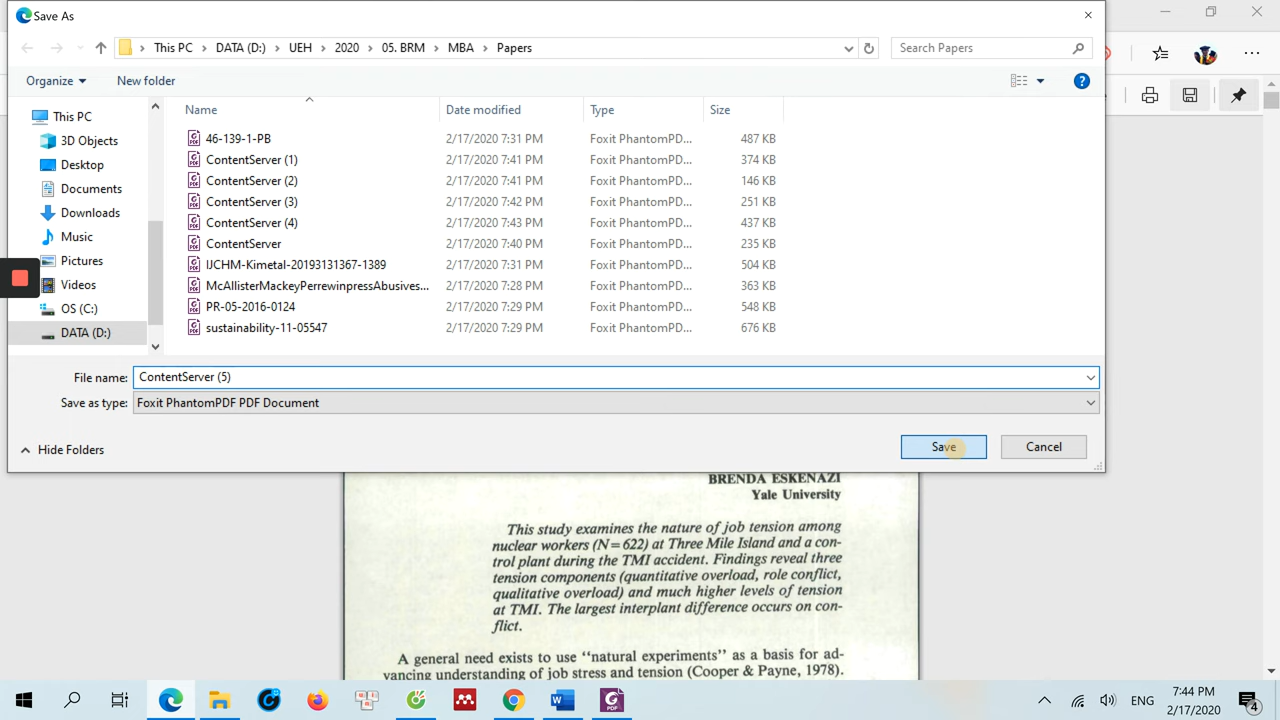 Save As
This PC
DATA (D:)
UEH
2020
05. BRM
MBA
Papers
Search Papers
Organize
New folder
Name
Date modified
Type
Size
This PC
3D Objects
Desktop
Documents
Downloads
Music
Pictures
Videos
OS (C:)
DATA (D:)
46-139-1-PB 2/17/2020 7:31 PM Foxit PhantomPD... 487 KB
ContentServer (1) 2/17/2020 7:41 PM Foxit PhantomPD... 374 KB
ContentServer (2) 2/17/2020 7:41 PM Foxit PhantomPD... 146 KB
ContentServer (3) 2/17/2020 7:42 PM Foxit PhantomPD... 251 KB
ContentServer (4) 2/17/2020 7:43 PM Foxit PhantomPD... 437 KB
ContentServer 2/17/2020 7:40 PM Foxit PhantomPD... 235 KB
IJCHM-Kimetal-20193131367-1389 2/17/2020 7:31 PM Foxit PhantomPD... 504 KB
McAllisterMackeyPerrewinpressAbusives... 2/17/2020 7:28 PM Foxit PhantomPD... 363 KB
PR-05-2016-0124 2/17/2020 7:29 PM Foxit PhantomPD... 548 KB
sustainability-11-05547 2/17/2020 7:29 PM Foxit PhantomPD... 676 KB
File name: ContentServer (5)
Save as type: Foxit PhantomPDF PDF Document
Hide Folders
Save
Cancel
BRENDA ESKENAZI
Yale University
This study examines the nature of job tension among
nuclear workers (N=622) at Three Mile Island and a con-
trol plant during the TMI accident. Findings reveal three
tension components (quantitative overload, role conflict,
qualitative overload) and much higher levels of tension
at TMI. The largest interplant difference occurs on con-
flict.
A general need exists to use "natural experiments" as a basis for ad-
vancing understanding of job stress and tension (Cooper & Payne, 1978).
ENG
7:44 PM
2/17/2020
4